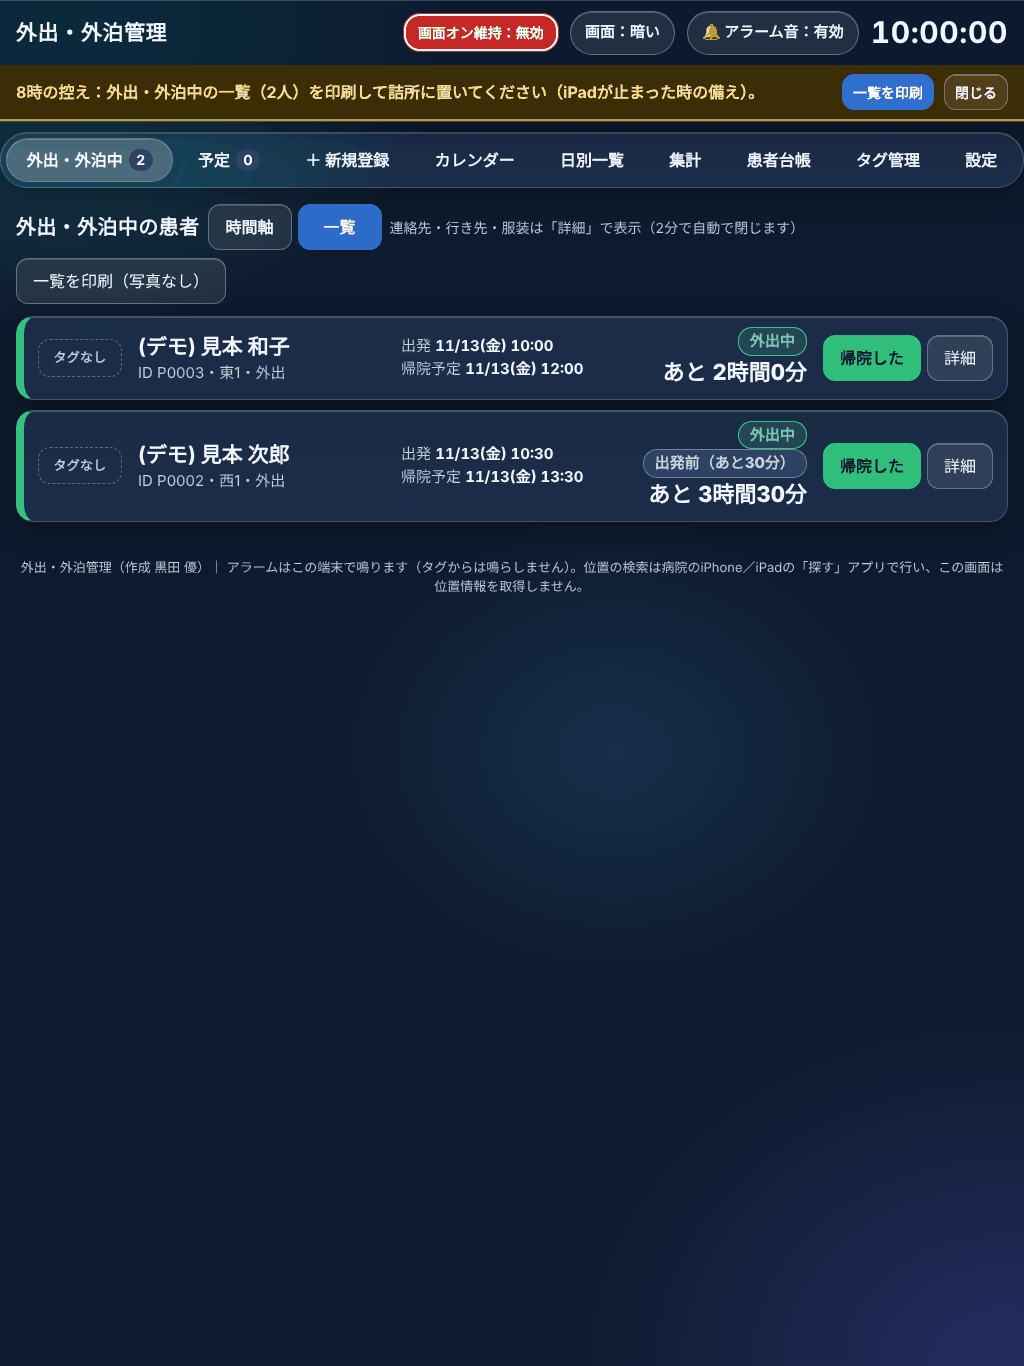 外出・外泊管理
画面オン維持：無効
画面：暗い
🔔 アラーム音：有効
10:00:00
8時の控え：外出・外泊中の一覧（2人）を印刷して詰所に置いてください（iPadが止まった時の備え）。
一覧を印刷
閉じる
外出・外泊中 2
予定 0
＋ 新規登録
カレンダー
日別一覧
集計
患者台帳
タグ管理
設定
外出・外泊中の患者
時間軸
一覧
連絡先・行き先・服装は「詳細」で表示（2分で自動で閉じます）
一覧を印刷（写真なし）
タグなし
(デモ) 見本 和子
ID P0003・東1・外出
出発 11/13(金) 10:00
帰院予定 11/13(金) 12:00
外出中
あと 2時間0分
帰院した
詳細
タグなし
(デモ) 見本 次郎
ID P0002・西1・外出
出発 11/13(金) 10:30
帰院予定 11/13(金) 13:30
外出中
出発前（あと30分）
あと 3時間30分
帰院した
詳細
外出・外泊管理（作成 黒田 優）｜ アラームはこの端末で鳴ります（タグからは鳴らしません）。位置の検索は病院のiPhone／iPadの「探す」アプリで行い、この画面は
位置情報を取得しません。